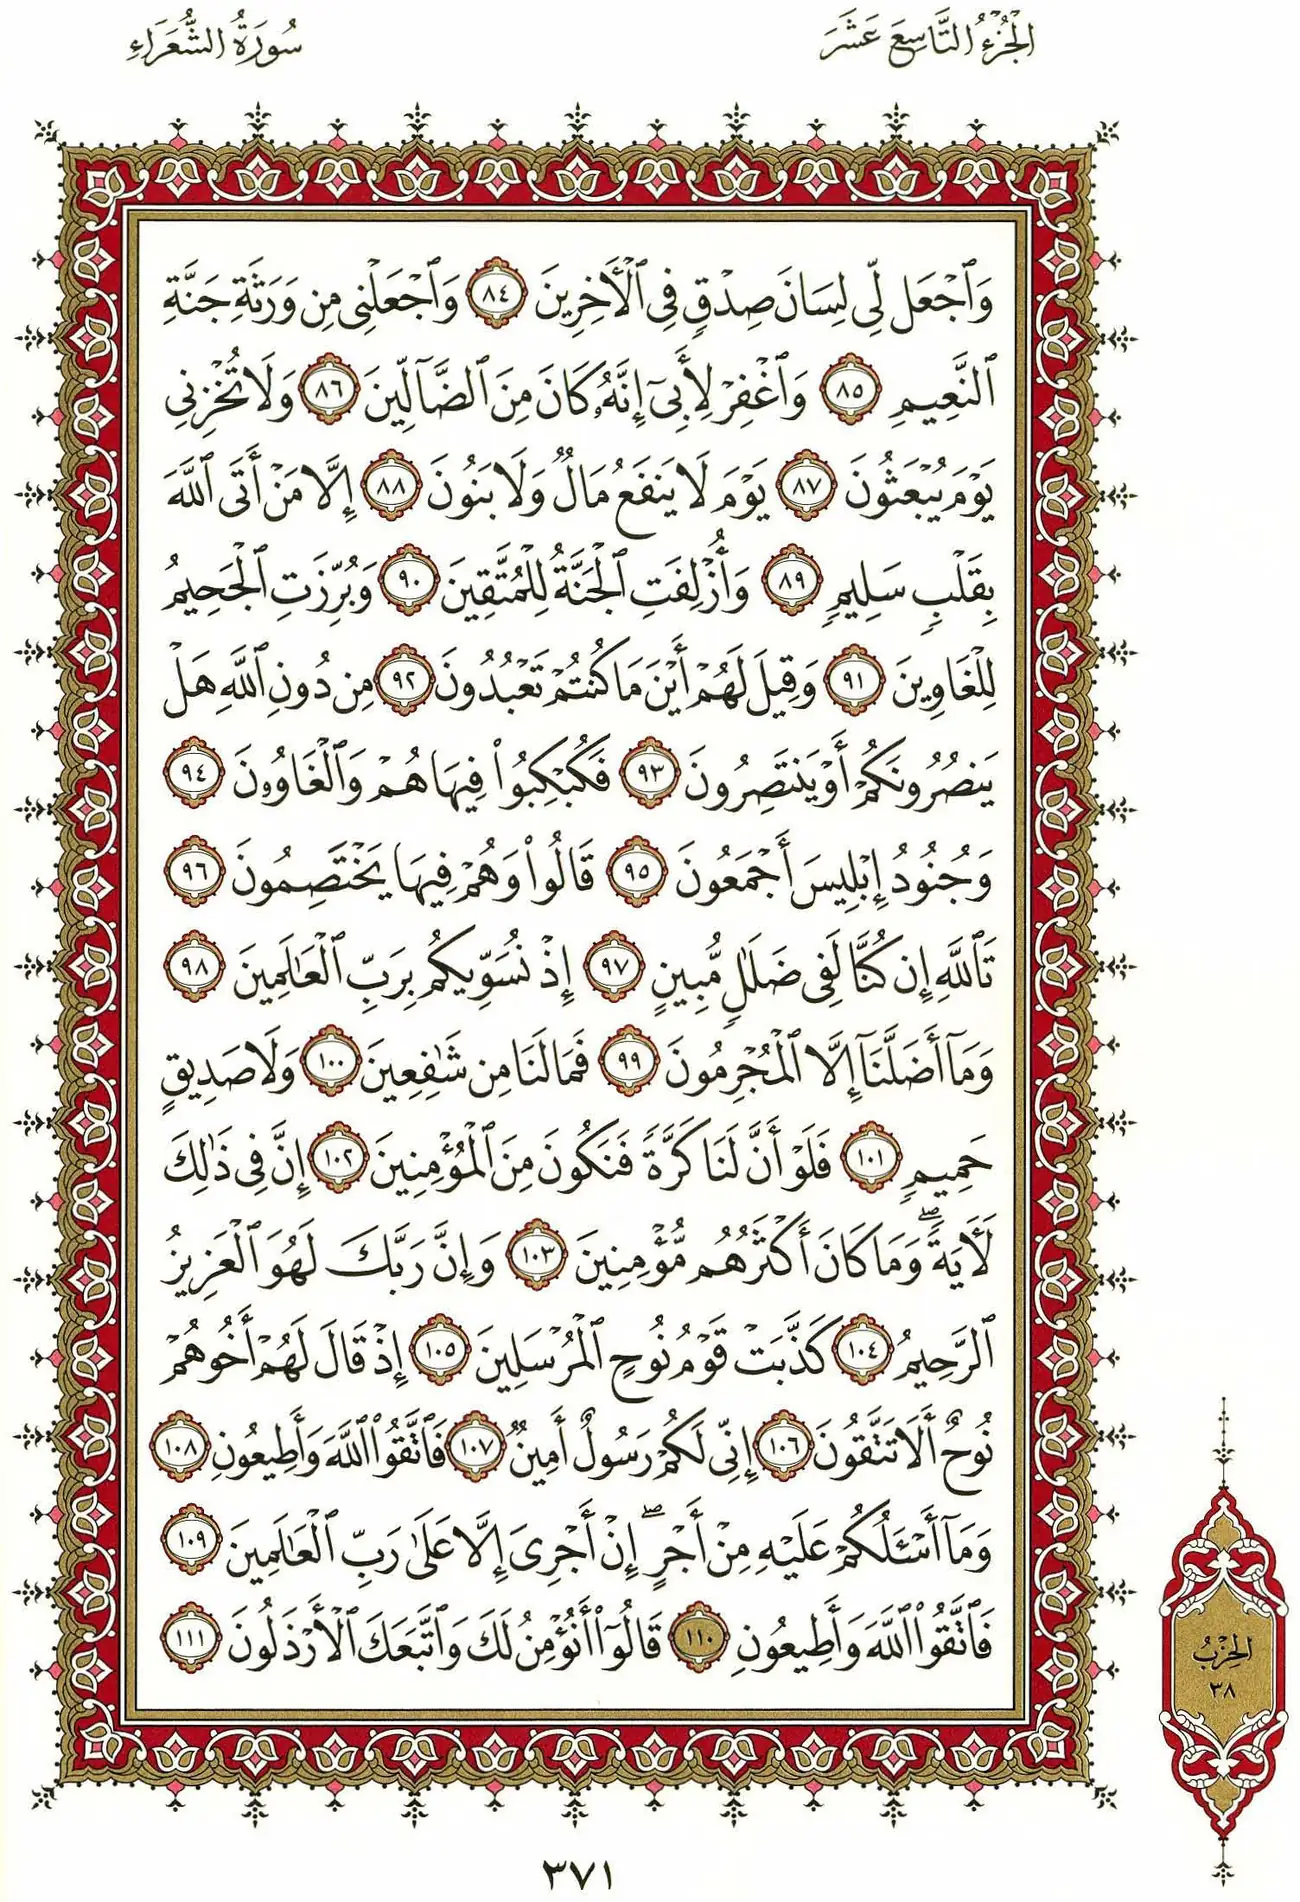 الجُزْءُ التَّاسِعَ عَشَرَ
سُورَةُ الشُّعَرَاءِ
وَٱجۡعَل لِّي لِسَانَ صِدۡقٖ فِي ٱلۡأٓخِرِينَ ٨٤ وَٱجۡعَلۡنِي مِن وَرَثَةِ جَنَّةِ
ٱلنَّعِيمِ ٨٥ وَٱغۡفِرۡ لِأَبِيٓ إِنَّهُۥ كَانَ مِنَ ٱلضَّآلِّينَ ٨٦ وَلَا تُخۡزِنِي
يَوۡمَ يُبۡعَثُونَ ٨٧ يَوۡمَ لَا يَنفَعُ مَالٞ وَلَا بَنُونَ ٨٨ إِلَّا مَنۡ أَتَى ٱللَّهَ
بِقَلۡبٖ سَلِيمٖ ٨٩ وَأُزۡلِفَتِ ٱلۡجَنَّةُ لِلۡمُتَّقِينَ ٩٠ وَبُرِّزَتِ ٱلۡجَحِيمُ
لِلۡغَاوِينَ ٩١ وَقِيلَ لَهُمۡ أَيۡنَ مَا كُنتُمۡ تَعۡبُدُونَ ٩٢ مِن دُونِ ٱللَّهِ هَلۡ
يَنصُرُونَكُمۡ أَوۡ يَنتَصِرُونَ ٩٣ فَكُبۡكِبُواْ فِيهَا هُمۡ وَٱلۡغَاوُۥنَ ٩٤
وَجُنُودُ إِبۡلِيسَ أَجۡمَعُونَ ٩٥ قَالُواْ وَهُمۡ فِيهَا يَخۡتَصِمُونَ ٩٦
تَٱللَّهِ إِن كُنَّا لَفِي ضَلَٰلٖ مُّبِينٍ ٩٧ إِذۡ نُسَوِّيكُم بِرَبِّ ٱلۡعَٰلَمِينَ ٩٨
وَمَآ أَضَلَّنَآ إِلَّا ٱلۡمُجۡرِمُونَ ٩٩ فَمَا لَنَا مِن شَٰفِعِينَ ١٠٠ وَلَا صَدِيقٍ
حَمِيمٖ ١٠١ فَلَوۡ أَنَّ لَنَا كَرَّةٗ فَنَكُونَ مِنَ ٱلۡمُؤۡمِنِينَ ١٠٢ إِنَّ فِي ذَٰلِكَ
لَأٓيَةٗۖ وَمَا كَانَ أَكۡثَرُهُم مُّؤۡمِنِينَ ١٠٣ وَإِنَّ رَبَّكَ لَهُوَ ٱلۡعَزِيزُ
ٱلرَّحِيمُ ١٠٤ كَذَّبَتۡ قَوۡمُ نُوحٍ ٱلۡمُرۡسَلِينَ ١٠٥ إِذۡ قَالَ لَهُمۡ أَخُوهُمۡ
نُوحٌ أَلَا تَتَّقُونَ ١٠٦ إِنِّي لَكُمۡ رَسُولٌ أَمِينٞ ١٠٧ فَٱتَّقُواْ ٱللَّهَ وَأَطِيعُونِ ١٠٨
وَمَآ أَسۡـَٔلُكُمۡ عَلَيۡهِ مِنۡ أَجۡرٍۖ إِنۡ أَجۡرِيَ إِلَّا عَلَىٰ رَبِّ ٱلۡعَٰلَمِينَ ١٠٩
فَٱتَّقُواْ ٱللَّهَ وَأَطِيعُونِ ١١٠ قَالُوٓاْ أَنُؤۡمِنُ لَكَ وَٱتَّبَعَكَ ٱلۡأَرۡذَلُونَ ١١١
الحِزْبُ
٣٨
٣٧١